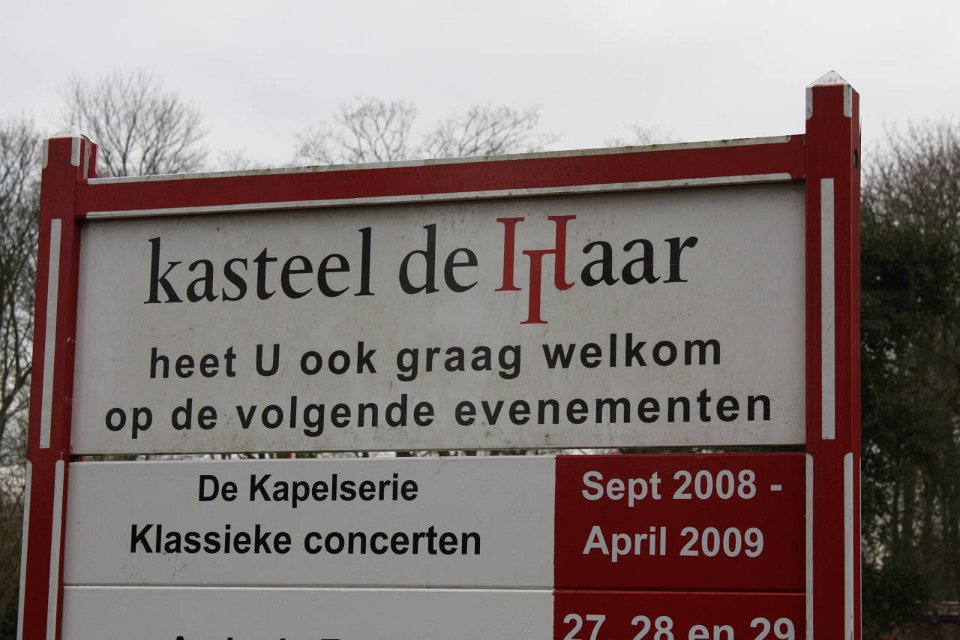 kasteel de Haar
heet U ook graag welkom
op de volgende evenementen
De Kapelserie
Klassieke concerten
Sept 2008 -
April 2009
27, 28 en 29